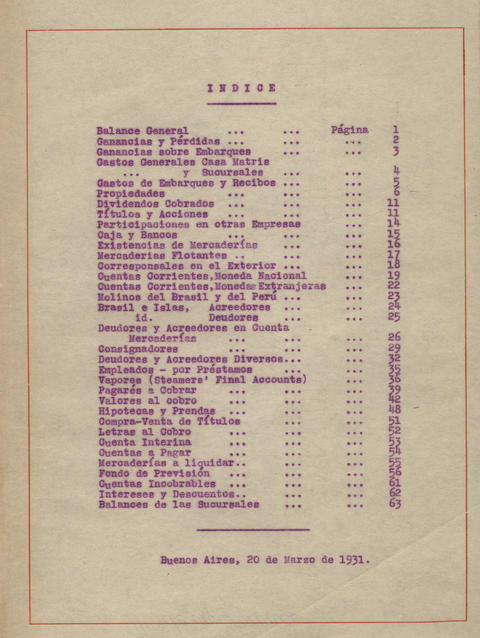 INDICE
Balance General ... ... Página 1
Ganancias y Pérdidas ... ... ... 2
Ganancias sobre Embarques ... ... 3
Gastos Generales Casa Matriz
... y Sucursales ... ... 4
Gastos de Embarques y Recibos ... ... 5
Propiedades ... ... ... 6
Dividendos Cobrados ... ... ... 11
Títulos y Acciones ... ... ... 11
Participaciones en otras Empresas ... 14
Caja y Bancos ... ... ... 15
Existencias de Mercaderías ... ... 16
Mercaderias Flotantes .. ... ... 17
Corresponsales en el Exterior ... ... 18
Cuentas Corrientes,Moneda Nacional ... 19
Cuentas Corrientes,Monedas Extranjeras ... 22
Molinos del Brasil y del Perú ... ... 23
Brasil e Islas, Acreedores ... ... 24
id. Deudores ... ... 25
Deudores y Acreedores en Cuenta
Mercaderías ... ... ... 26
Consignadores ... ... ... 29
Deudores y Acreedores Diversos... ... 32
Empleados - por Préstamos ... ... 35
Vapores (Steamers' Final Accounts) ... 36
Pagarés a Cobrar ... ... ... 39
Valores al cobro ... ... ... 42
Hipotecas y Prendas ... ... ... 48
Compra-Venta de Títulos ... ... 51
Letras al Cobro ... ... ... 52
Cuenta Interina ... ... ... 53
Cuentas a Pagar ... ... ... 54
Mercaderías a liquidar.. ... ... 55
Fondo de Previsión ... ... ... 56
Cuentas Incobrables ... ... ... 61
Intereses y Descuentos.. ... ... 62
Balances de las Sucursales ... ... 63
Buenos Aires, 20 de Marzo de 1931.